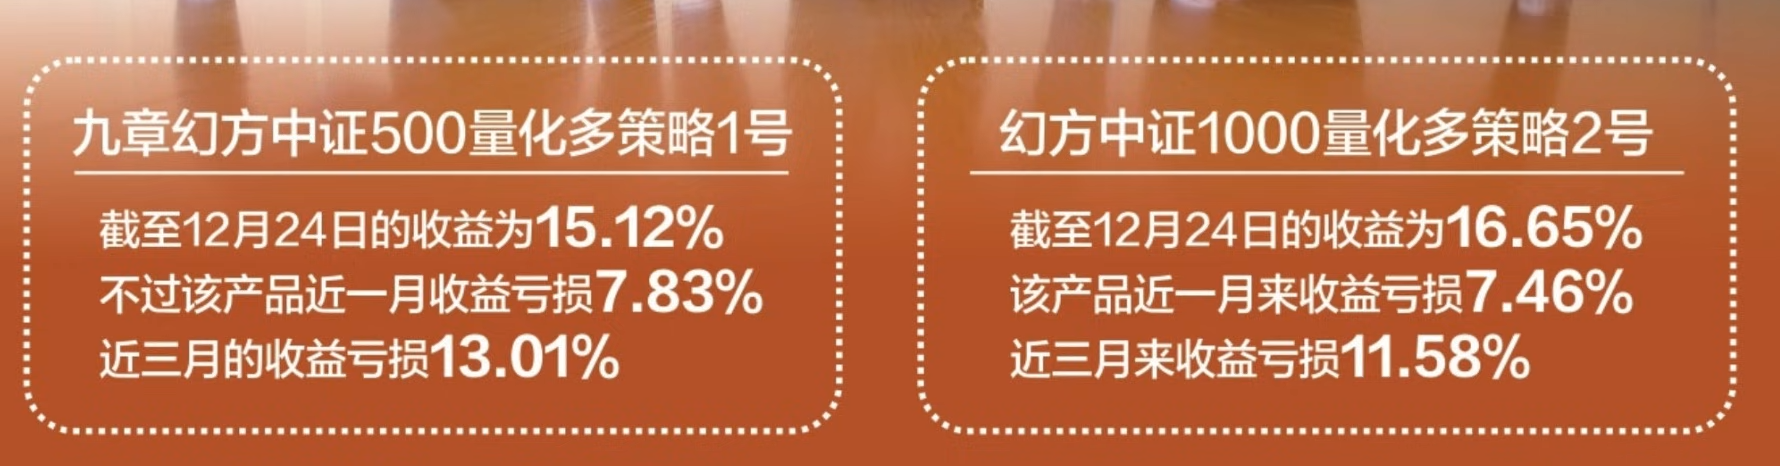 九章幻方中证500量化多策略1号
截至12月24日的收益为15.12%
不过该产品近一月收益亏损7.83%
近三月的收益亏损13.01%
幻方中证1000量化多策略2号
截至12月24日的收益为16.65%
该产品近一月来收益亏损7.46%
近三月来收益亏损11.58%